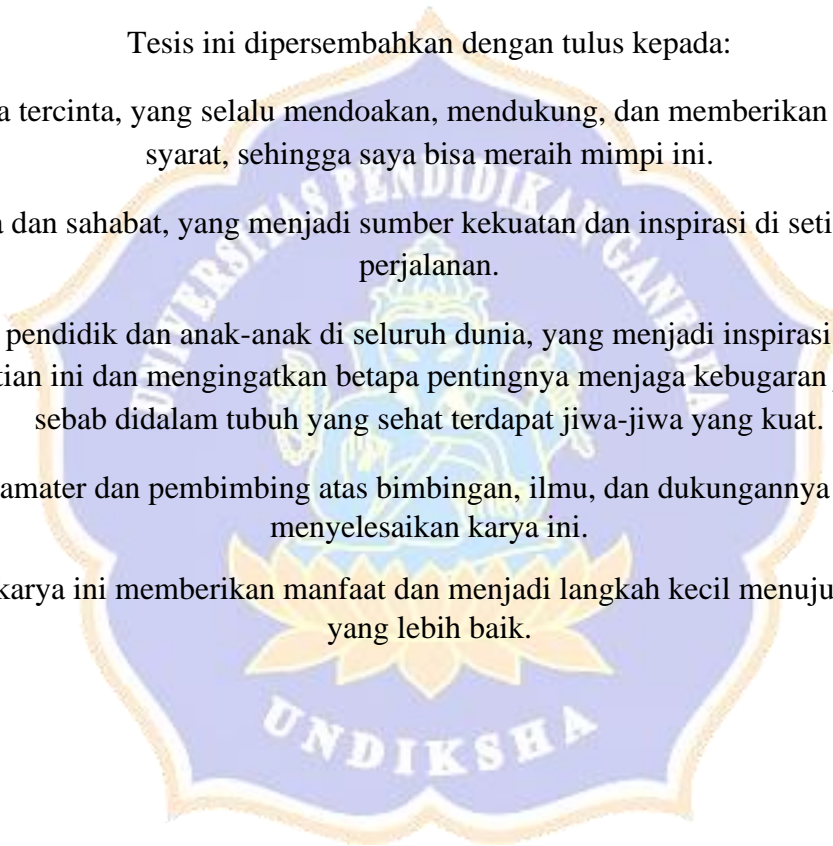 Tesis ini dipersembahkan dengan tulus kepada:
a tercinta, yang selalu mendoakan, mendukung, dan memberikan
syarat, sehingga saya bisa meraih mimpi ini.
a dan sahabat, yang menjadi sumber kekuatan dan inspirasi di seti
perjalanan.
pendidik dan anak-anak di seluruh dunia, yang menjadi inspirasi
tian ini dan mengingatkan betapa pentingnya menjaga kebugaran
sebab didalam tubuh yang sehat terdapat jiwa-jiwa yang kuat.
amater dan pembimbing atas bimbingan, ilmu, dan dukungannya
menyelesaikan karya ini.
karya ini memberikan manfaat dan menjadi langkah kecil menuju
yang lebih baik.
UNIVERSITAS PENDIDIKAN GANESHA
UNDIKSHA